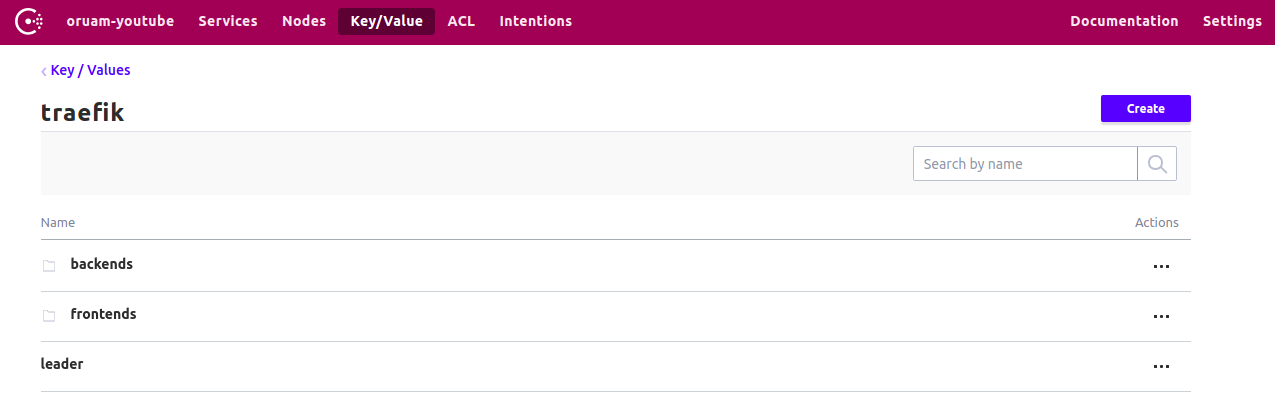 oruam-youtube Services Nodes Key/Value ACL Intentions Documentation Settings
‹ Key / Values
traefik Create
Search by name
Name Actions
backends ...
frontends ...
leader ...